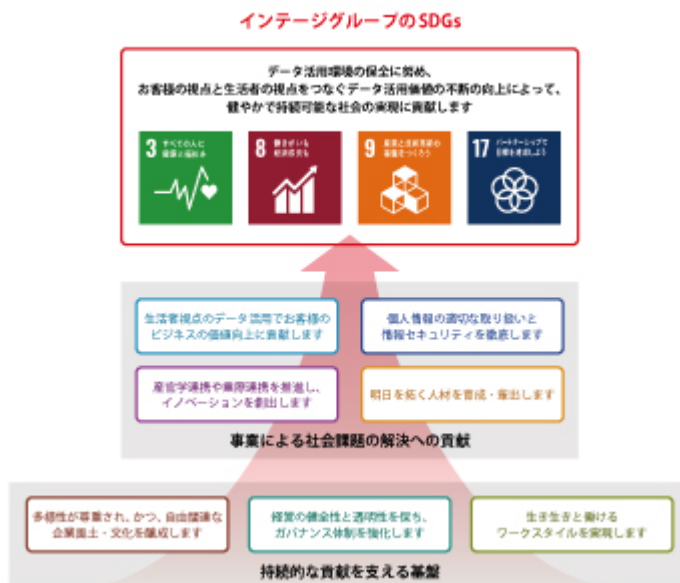 インテージグループのSDGs
データ活用環境の保全に努め、
お客様の視点と生活者の視点をつなぐデータ活用価値の不断の向上によって、
健やかで持続可能な社会の実現に貢献します
3 すべての人に
健康と福祉を
8 働きがいも
経済成長も
9 産業と技術革新の
基盤をつくろう
17 パートナーシップで
目標を達成しよう
生活者視点のデータ活用でお客様の
ビジネスの価値向上に貢献します
個人情報の適切な取り扱いと
情報セキュリティを徹底します
産官学連携や業際連携を推進し、
イノベーションを創出します
明日を拓く人材を育成・輩出します
事業による社会課題の解決への貢献
多様性が尊重され、かつ、自由闊達な
企業風土・文化を醸成します
経営の健全性と透明性を保ち、
ガバナンス体制を強化します
生き生きと働ける
ワークスタイルを実現します
持続的な貢献を支える基盤